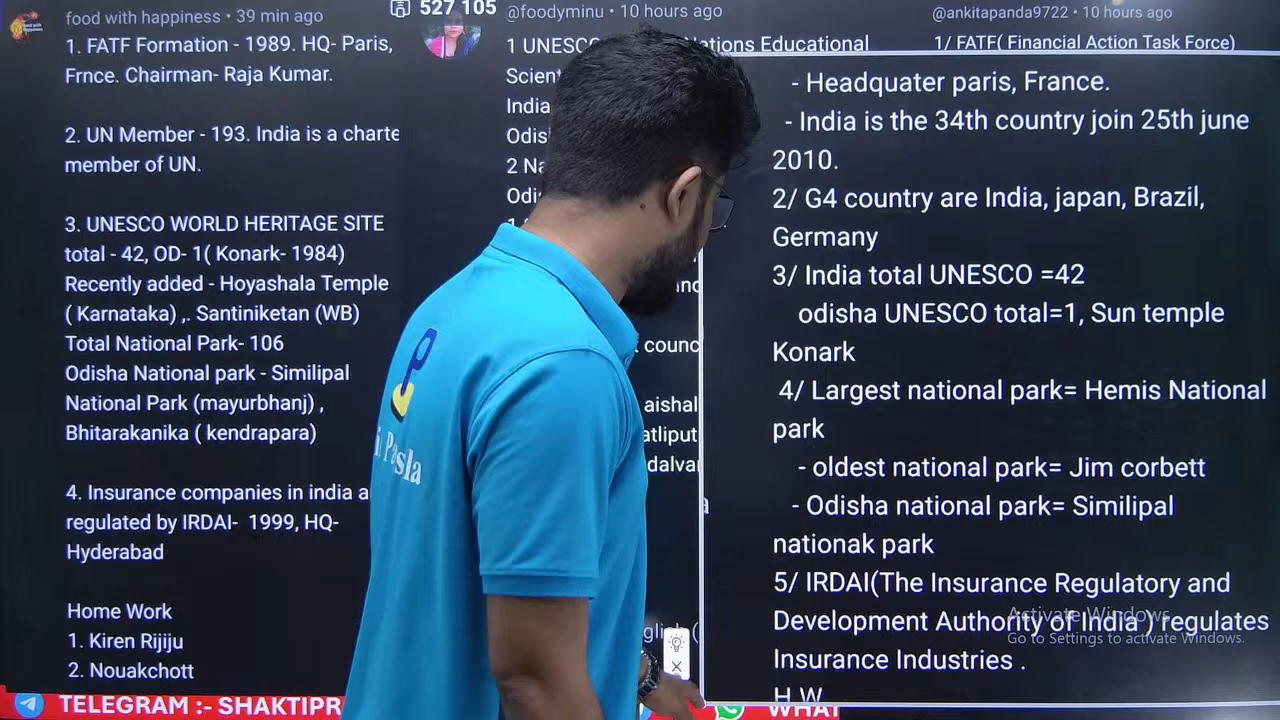 food with happiness • 39 min ago
1. FATF Formation - 1989. HQ- Paris,
Frnce. Chairman- Raja Kumar.
2. UN Member - 193. India is a charte
member of UN.
3. UNESCO WORLD HERITAGE SITE
total - 42, OD- 1( Konark- 1984)
Recently added - Hoyashala Temple
( Karnataka) ,. Santiniketan (WB)
Total National Park- 106
Odisha National park - Similipal
National Park (mayurbhanj) ,
Bhitarakanika ( kendrapara)
4. Insurance companies in india a
regulated by IRDAI- 1999, HQ-
Hyderabad
Home Work
1. Kiren Rijiju
2. Nouakchott
527 105
@foodyminu • 10 hours ago
1 UNESCO Nations Educational
Scient
India
Odis
2 Na
Odi
counc
aishal
atliput
dalvar
@ankitapanda9722 • 10 hours ago
1/ FATF( Financial Action Task Force)
- Headquater paris, France.
- India is the 34th country join 25th june
2010.
2/ G4 country are India, japan, Brazil,
Germany
3/ India total UNESCO =42
odisha UNESCO total=1, Sun temple
Konark
4/ Largest national park= Hemis National
park
- oldest national park= Jim corbett
- Odisha national park= Similipal
nationak park
5/ IRDAI(The Insurance Regulatory and
Development Authority of India ) regulates
Insurance Industries .
H.W
Activate Windows
Go to Settings to activate Windows.
TELEGRAM :- SHAKTIPR
WHAT